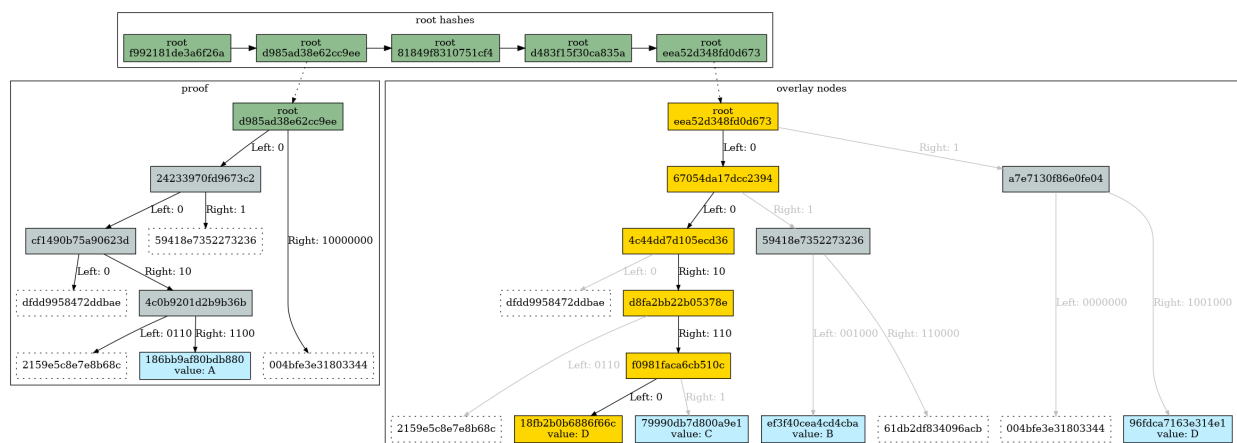 root hashes
root
f992181de3a6f26a
root
d985ad38e62cc9ee
root
81849f8310751cf4
root
d483f15f30ca835a
root
eea52d348fd0d673
proof
root
d985ad38e62cc9ee
Left: 0
24233970fd9673c2
Left: 0
Right: 1
Right: 10000000
cf1490b75a90623d
59418e7352273236
Left: 0
Right: 10
dfdd9958472ddbae
4c0b9201d2b9b36b
Left: 0110
Right: 1100
2159e5c8e7e8b68c
186bb9af80bdb880
value: A
004bfe3e31803344
overlay nodes
root
eea52d348fd0d673
Left: 0
Right: 1
67054da17dcc2394
a7e7130f86e0fe04
Left: 0
Right: 1
4c44dd7d105ecd36
59418e7352273236
Left: 0
Right: 10
dfdd9958472ddbae
d8fa2bb22b05378e
Left: 0000000
Right: 1001000
Left: 0110
Right: 110
Left: 001000
Right: 110000
f0981faca6cb510c
Left: 0
Right: 1
2159e5c8e7e8b68c
18fb2b0b6886f66c
value: D
79990db7d800a9e1
value: C
ef3f40cea4cd4cba
value: B
61db2df834096acb
004bfe3e31803344
96fdca7163e314e1
value: D